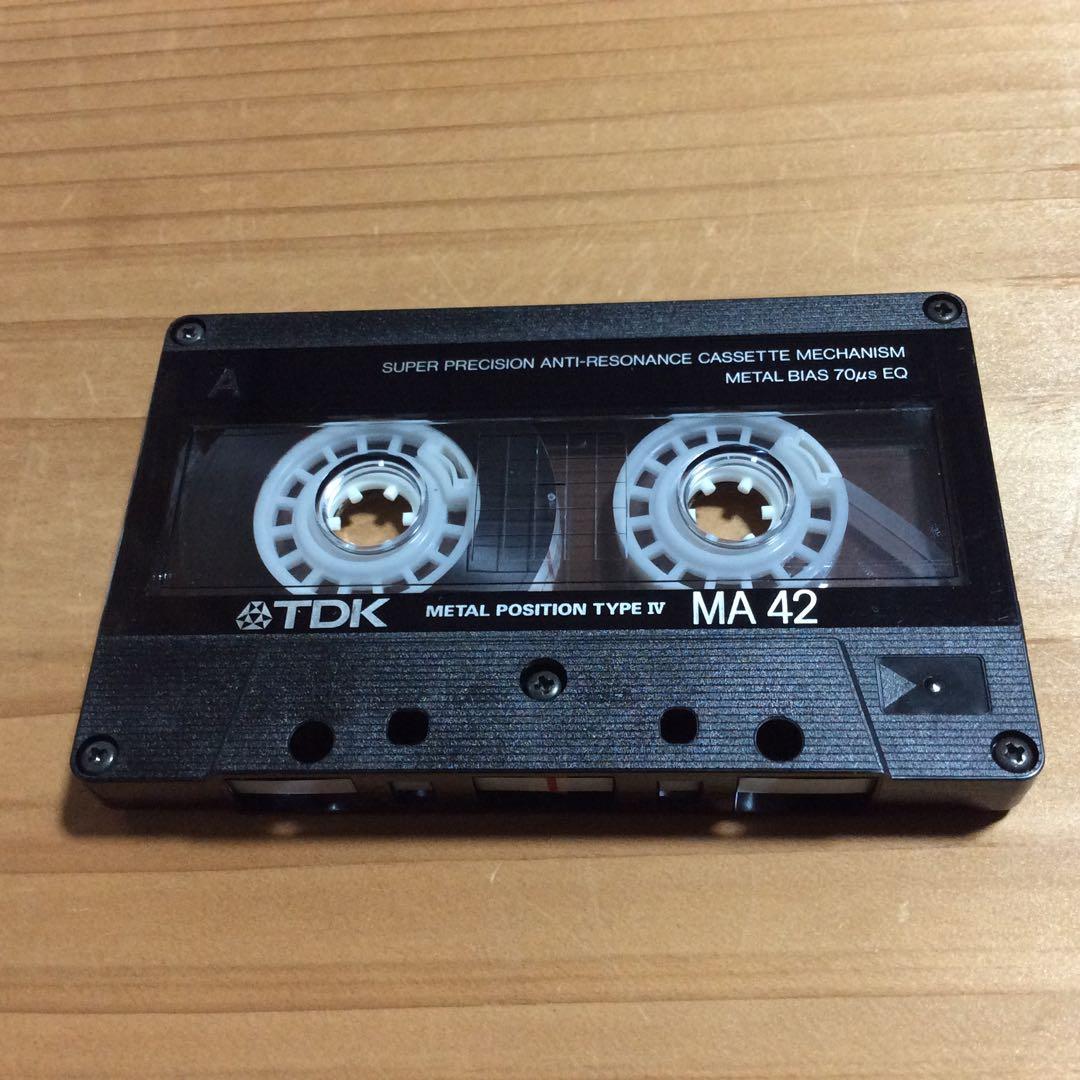 A
SUPER PRECISION ANTI-RESONANCE CASSETTE MECHANISM
METAL BIAS 70μs EQ
TDK METAL POSITION TYPE IV MA 42